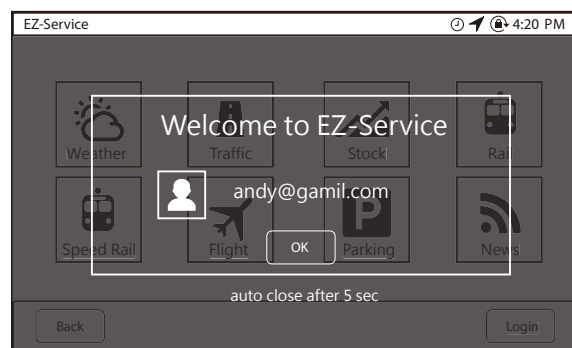 EZ-Service 4:20 PM
Welcome to EZ-Service
Weather Traffic Stock Rail
andy@gamil.com
P
Speed Rail Flight OK Parking News
auto close after 5 sec
Back Login